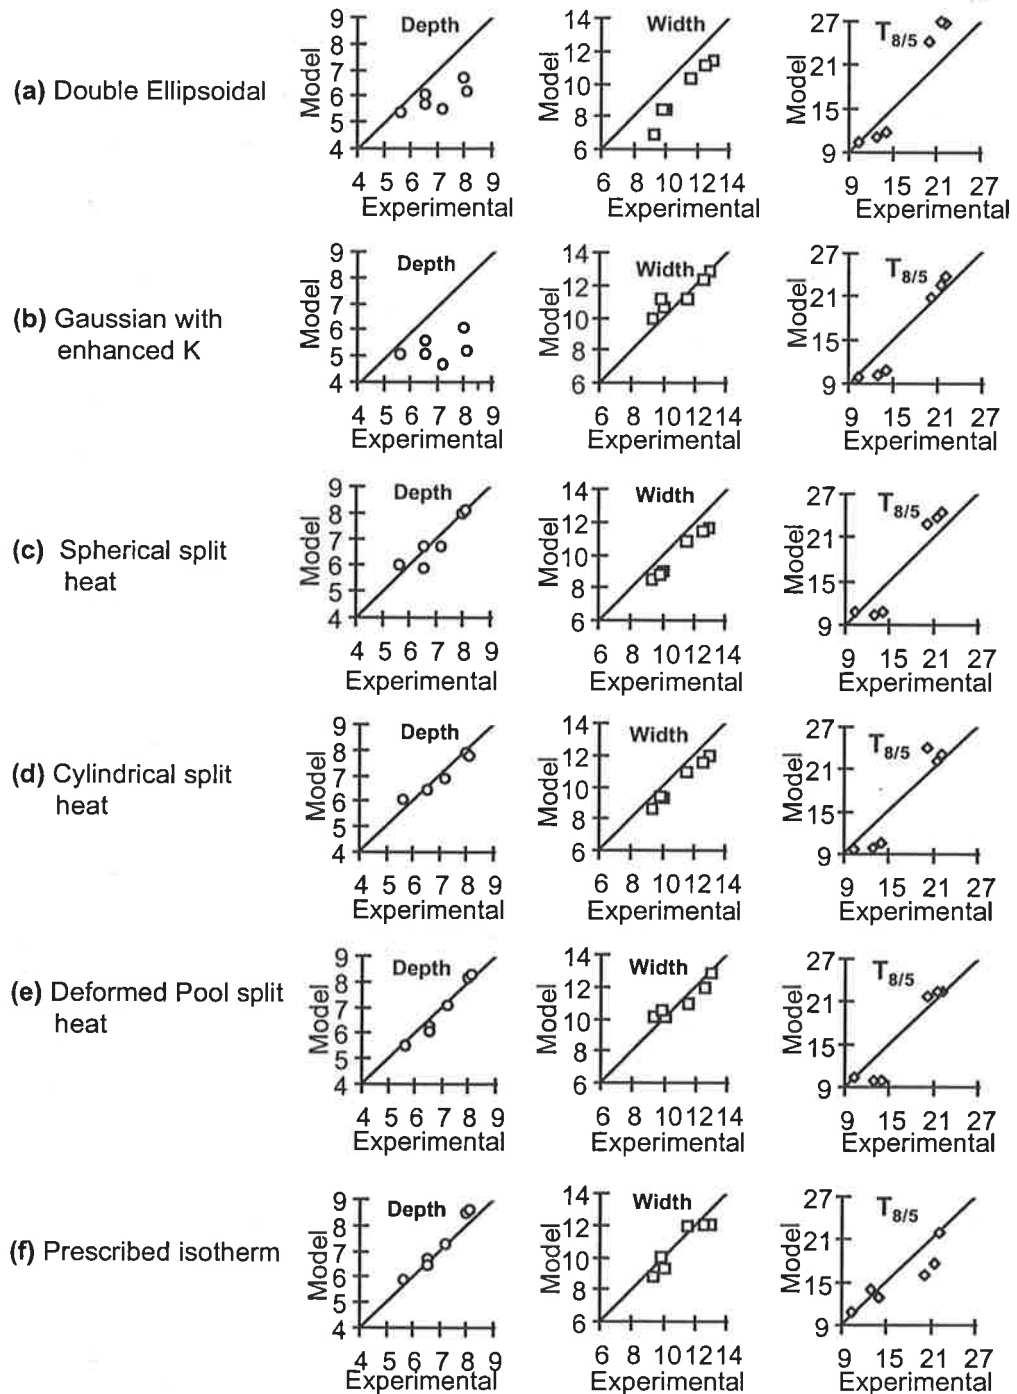 (a) Double Ellipsoidal
Depth
Model
9
8
7
6
5
4
4 5 6 7 8 9
Experimental
Width
Model
14
12
10
8
6
6 8 10 12 14
Experimental
T8/5
Model
27
21
15
9
9 15 21 27
Experimental
(b) Gaussian with
enhanced K
Depth
Model
9
8
7
6
5
4
4 5 6 7 8 9
Experimental
Width
Model
14
12
10
8
6
6 8 10 12 14
Experimental
T8/5
Model
27
21
15
9
9 15 21 27
Experimental
(c) Spherical split
heat
Depth
Model
9
8
7
6
5
4
4 5 6 7 8 9
Experimental
Width
Model
14
12
10
8
6
6 8 10 12 14
Experimental
T8/5
Model
27
21
15
9
9 15 21 27
Experimental
(d) Cylindrical split
heat
Depth
Model
9
8
7
6
5
4
4 5 6 7 8 9
Experimental
Width
Model
14
12
10
8
6
6 8 10 12 14
Experimental
T8/5
Model
27
21
15
9
9 15 21 27
Experimental
(e) Deformed Pool split
heat
Depth
Model
9
8
7
6
5
4
4 5 6 7 8 9
Experimental
Width
Model
14
12
10
8
6
6 8 10 12 14
Experimental
T8/5
Model
27
21
15
9
9 15 21 27
Experimental
(f) Prescribed isotherm
Depth
Model
9
8
7
6
5
4
4 5 6 7 8 9
Experimental
Width
Model
14
12
10
8
6
6 8 10 12 14
Experimental
T8/5
Model
27
21
15
9
9 15 21 27
Experimental